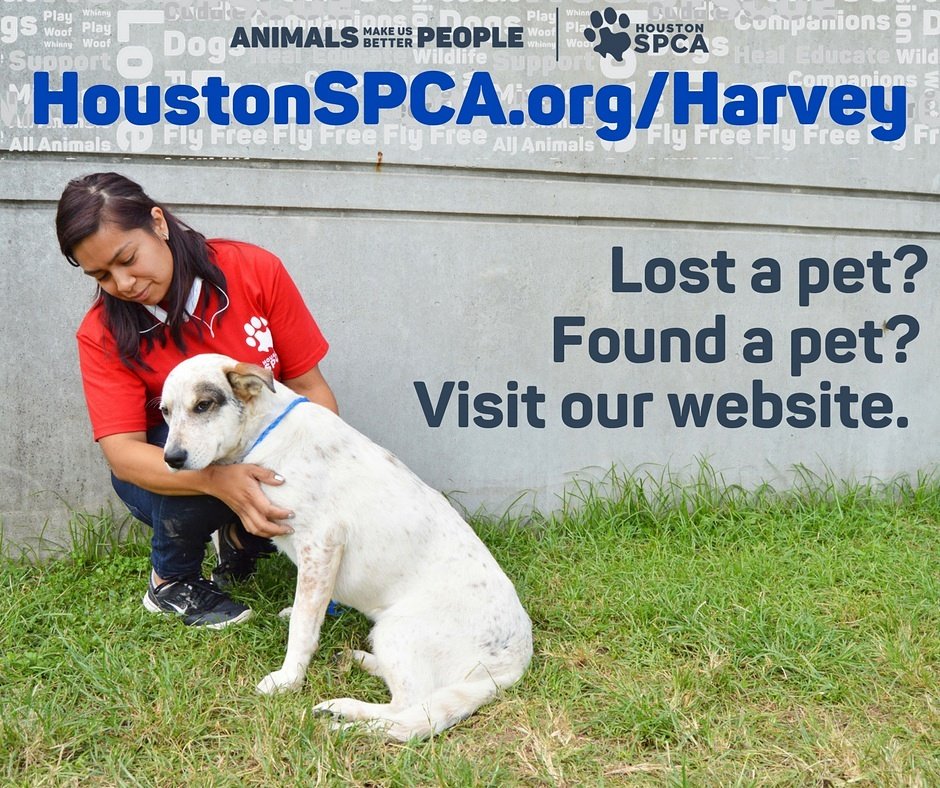 ANIMALS MAKE US BETTER PEOPLE
HOUSTON SPCA
HoustonSPCA.org/Harvey
Lost a pet?
Found a pet?
Visit our website.